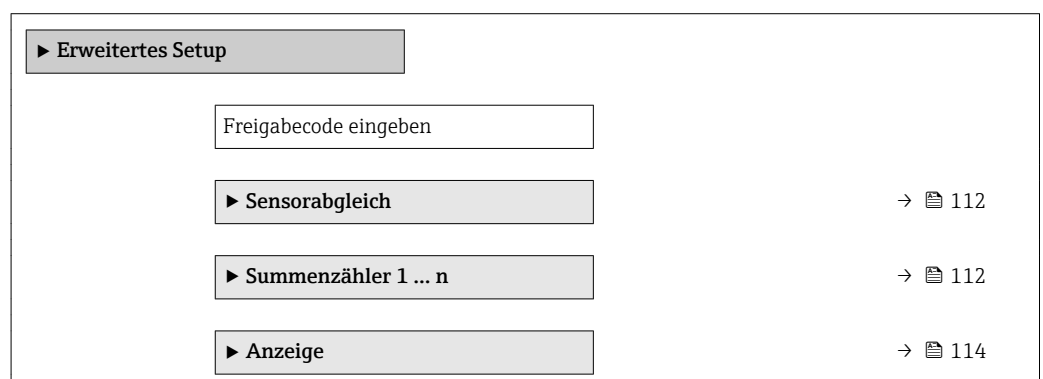 ▶ Erweitertes Setup
Freigabecode eingeben
▶ Sensorabgleich → 112
▶ Summenzähler 1 … n → 112
▶ Anzeige → 114